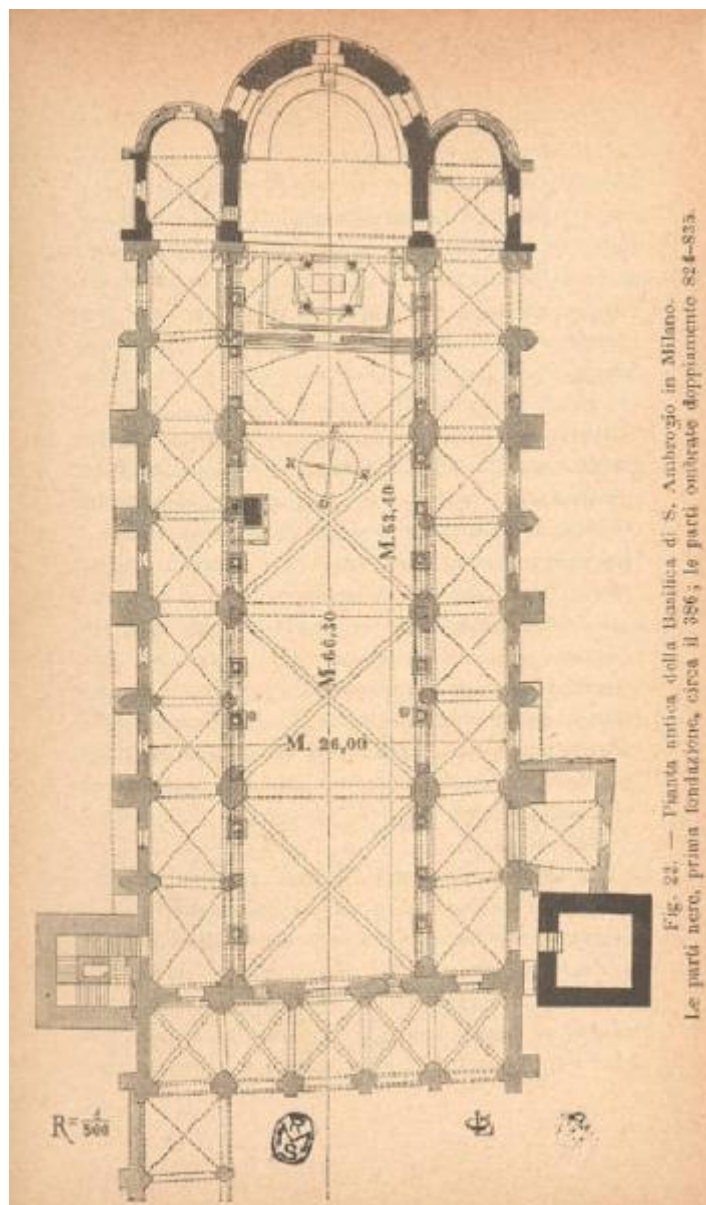 M. 53,40
M. 66,30
M. 26,00
Fig. 22. — Pianta antica della Basilica di S. Ambrogio in Milano.
Le parti nere, prima fondazione, circa il 386; le parti ombrate doppiamento 824-835.
R = 1/500